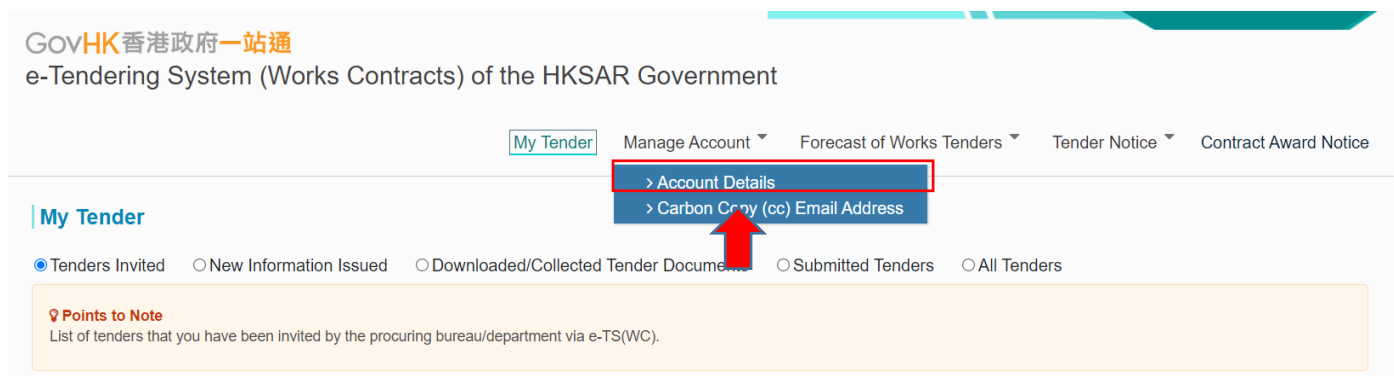 GovHK香港政府一站通
e-Tendering System (Works Contracts) of the HKSAR Government
My Tender Manage Account Forecast of Works Tenders Tender Notice Contract Award Notice
> Account Details
> Carbon Copy (cc) Email Address
My Tender
Tenders Invited New Information Issued Downloaded/Collected Tender Documents Submitted Tenders All Tenders
Points to Note
List of tenders that you have been invited by the procuring bureau/department via e-TS(WC).